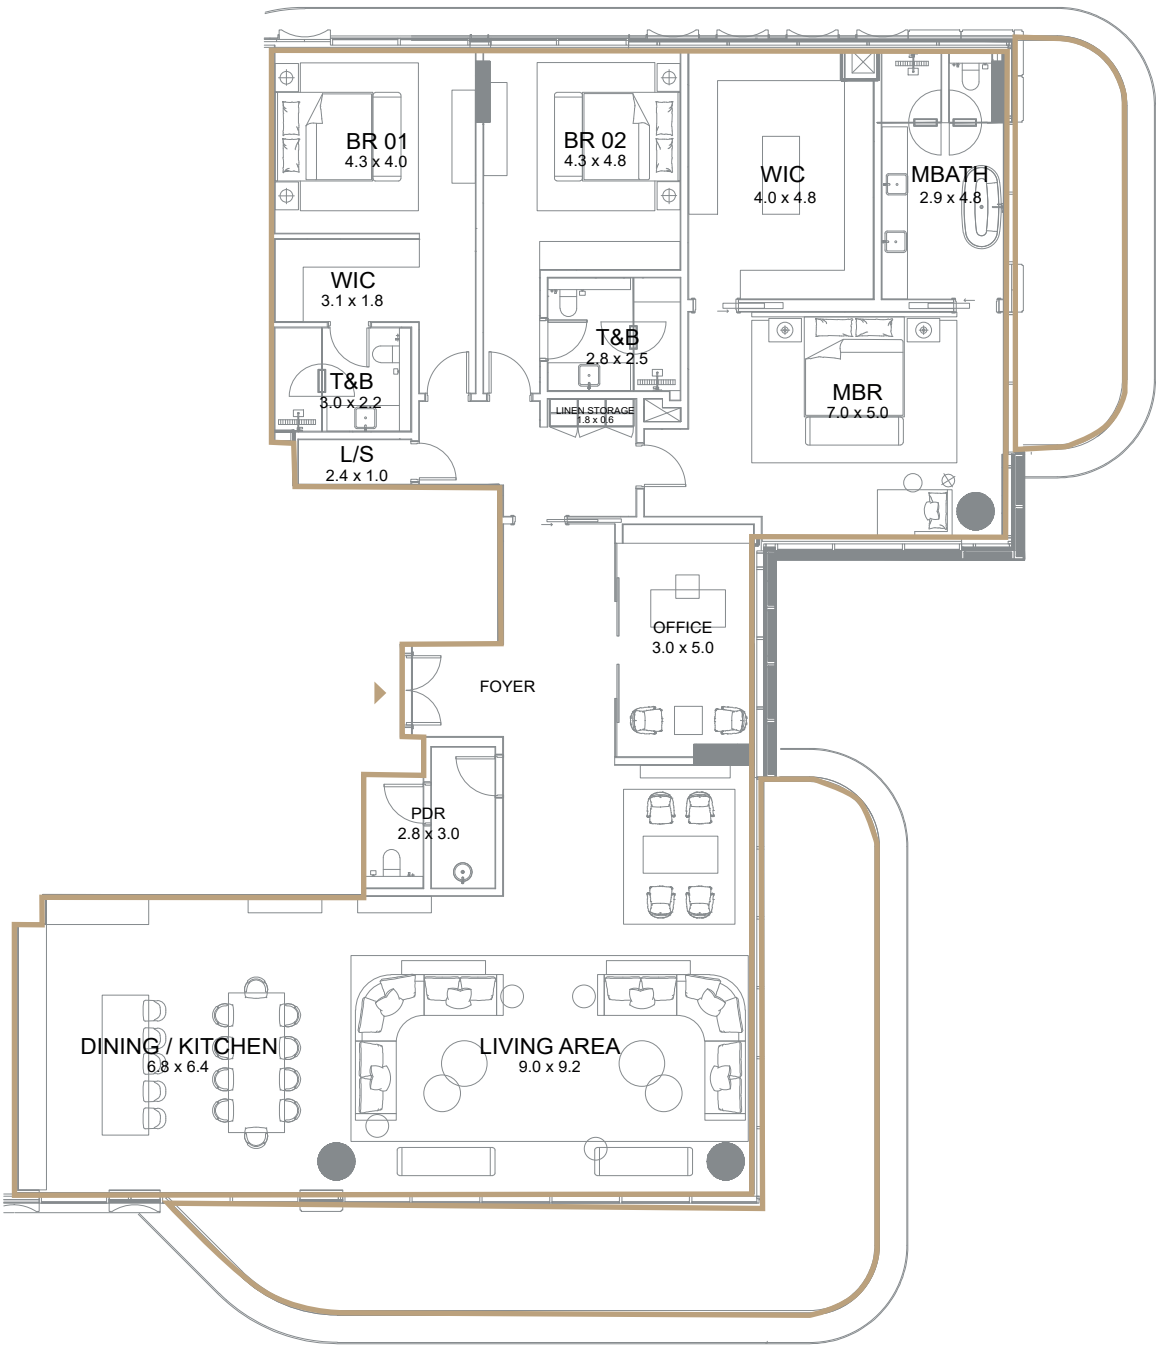 BR 01
4.3 x 4.0
BR 02
4.3 x 4.8
WIC
4.0 x 4.8
MBATH
2.9 x 4.8
WIC
3.1 x 1.8
T&B
2.8 x 2.5
T&B
3.0 x 2.2
MBR
7.0 x 5.0
LINEN STORAGE
1.8 x 0.6
L/S
2.4 x 1.0
OFFICE
3.0 x 5.0
FOYER
PDR
2.8 x 3.0
DINING / KITCHEN
6.8 x 6.4
LIVING AREA
9.0 x 9.2